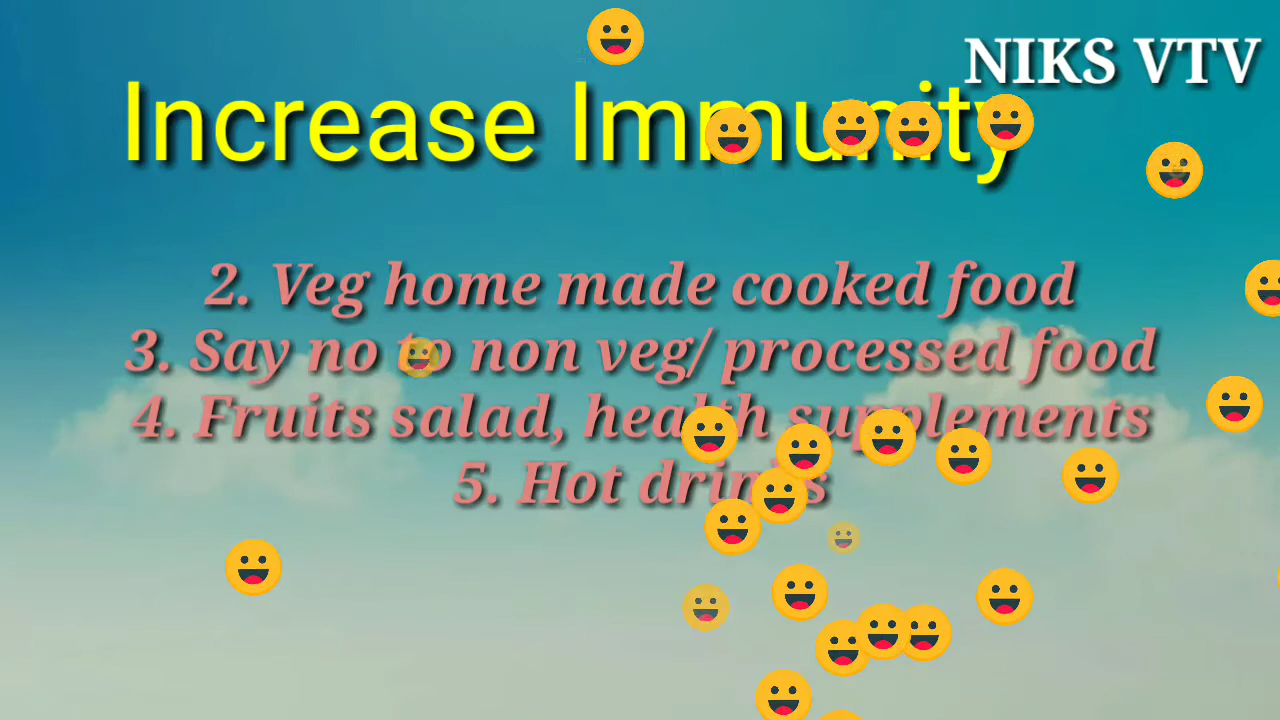 NIKS VTV
Increase Immunity
2. Veg home made cooked food
3. Say no to non veg/ processed food
4. Fruits salad, health supplements
5. Hot drinks